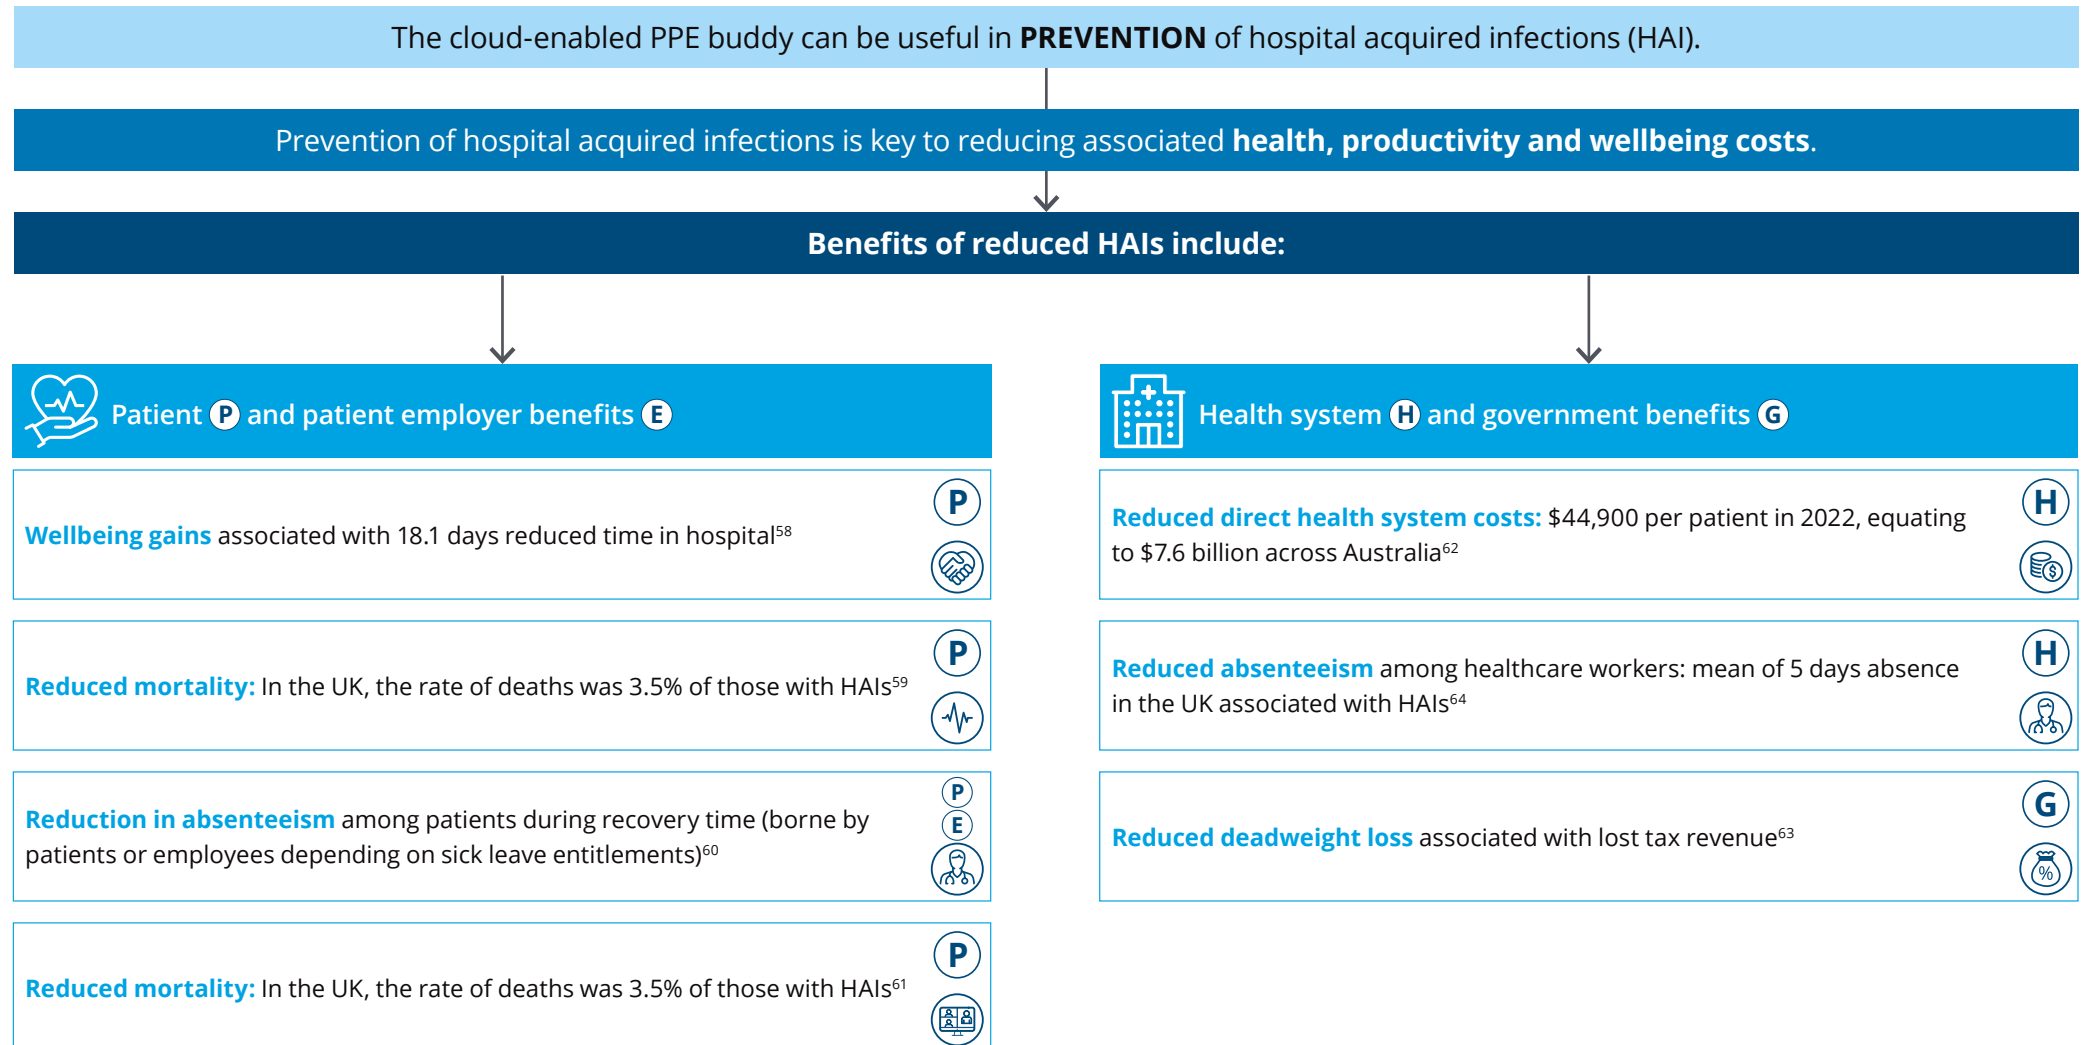 The cloud-enabled PPE buddy can be useful in PREVENTION of hospital acquired infections (HAI).
Prevention of hospital acquired infections is key to reducing associated health, productivity and wellbeing costs.
Benefits of reduced HAIs include:
Patient P and patient employer benefits E
Wellbeing gains associated with 18.1 days reduced time in hospital58
P
Reduced mortality: In the UK, the rate of deaths was 3.5% of those with HAIs59
P
Reduction in absenteeism among patients during recovery time (borne by
patients or employees depending on sick leave entitlements)60
P
E
Reduced mortality: In the UK, the rate of deaths was 3.5% of those with HAIs61
P
Health system H and government benefits G
Reduced direct health system costs: $44,900 per patient in 2022, equating
to $7.6 billion across Australia62
H
$
Reduced absenteeism among healthcare workers: mean of 5 days absence
in the UK associated with HAIs64
H
Reduced deadweight loss associated with lost tax revenue63
G
%